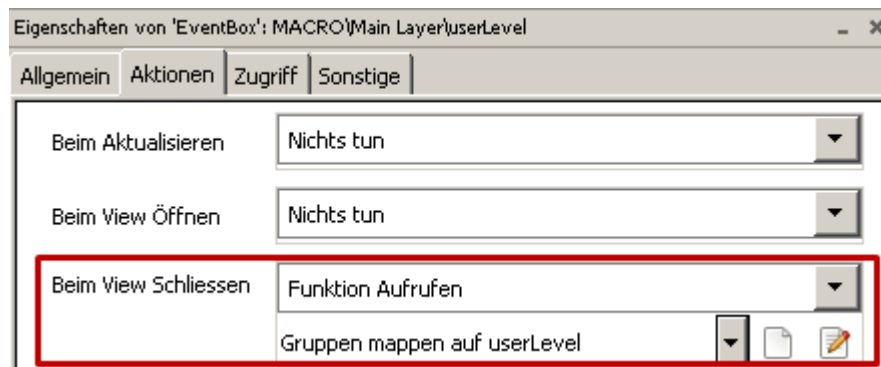 Eigenschaften von 'EventBox': MACRO\Main Layer\userLevel
Allgemein Aktionen Zugriff Sonstige
Beim Aktualisieren Nichts tun
Beim View Öffnen Nichts tun
Beim View Schliessen Funktion Aufrufen
Gruppen mappen auf userLevel